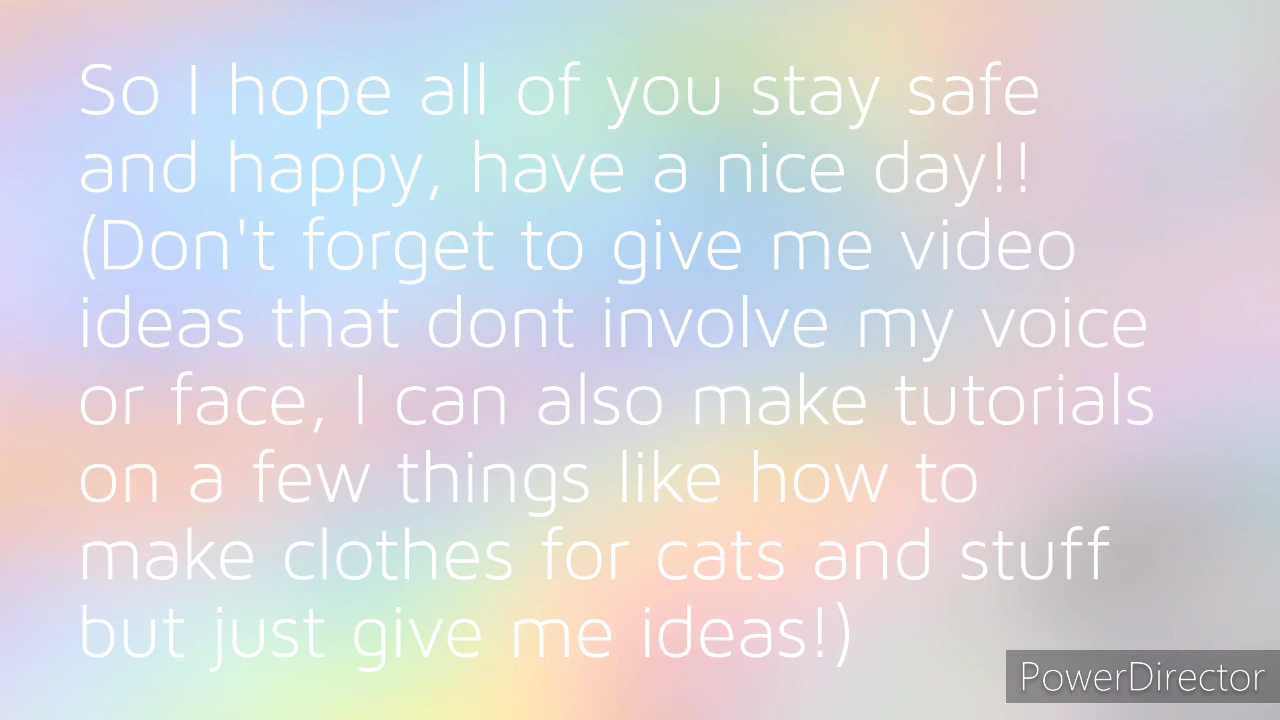 So I hope all of you stay safe
and happy, have a nice day!!
(Don't forget to give me video
ideas that dont involve my voice
or face, I can also make tutorials
on a few things like how to
make clothes for cats and stuff
but just give me ideas!)
PowerDirector